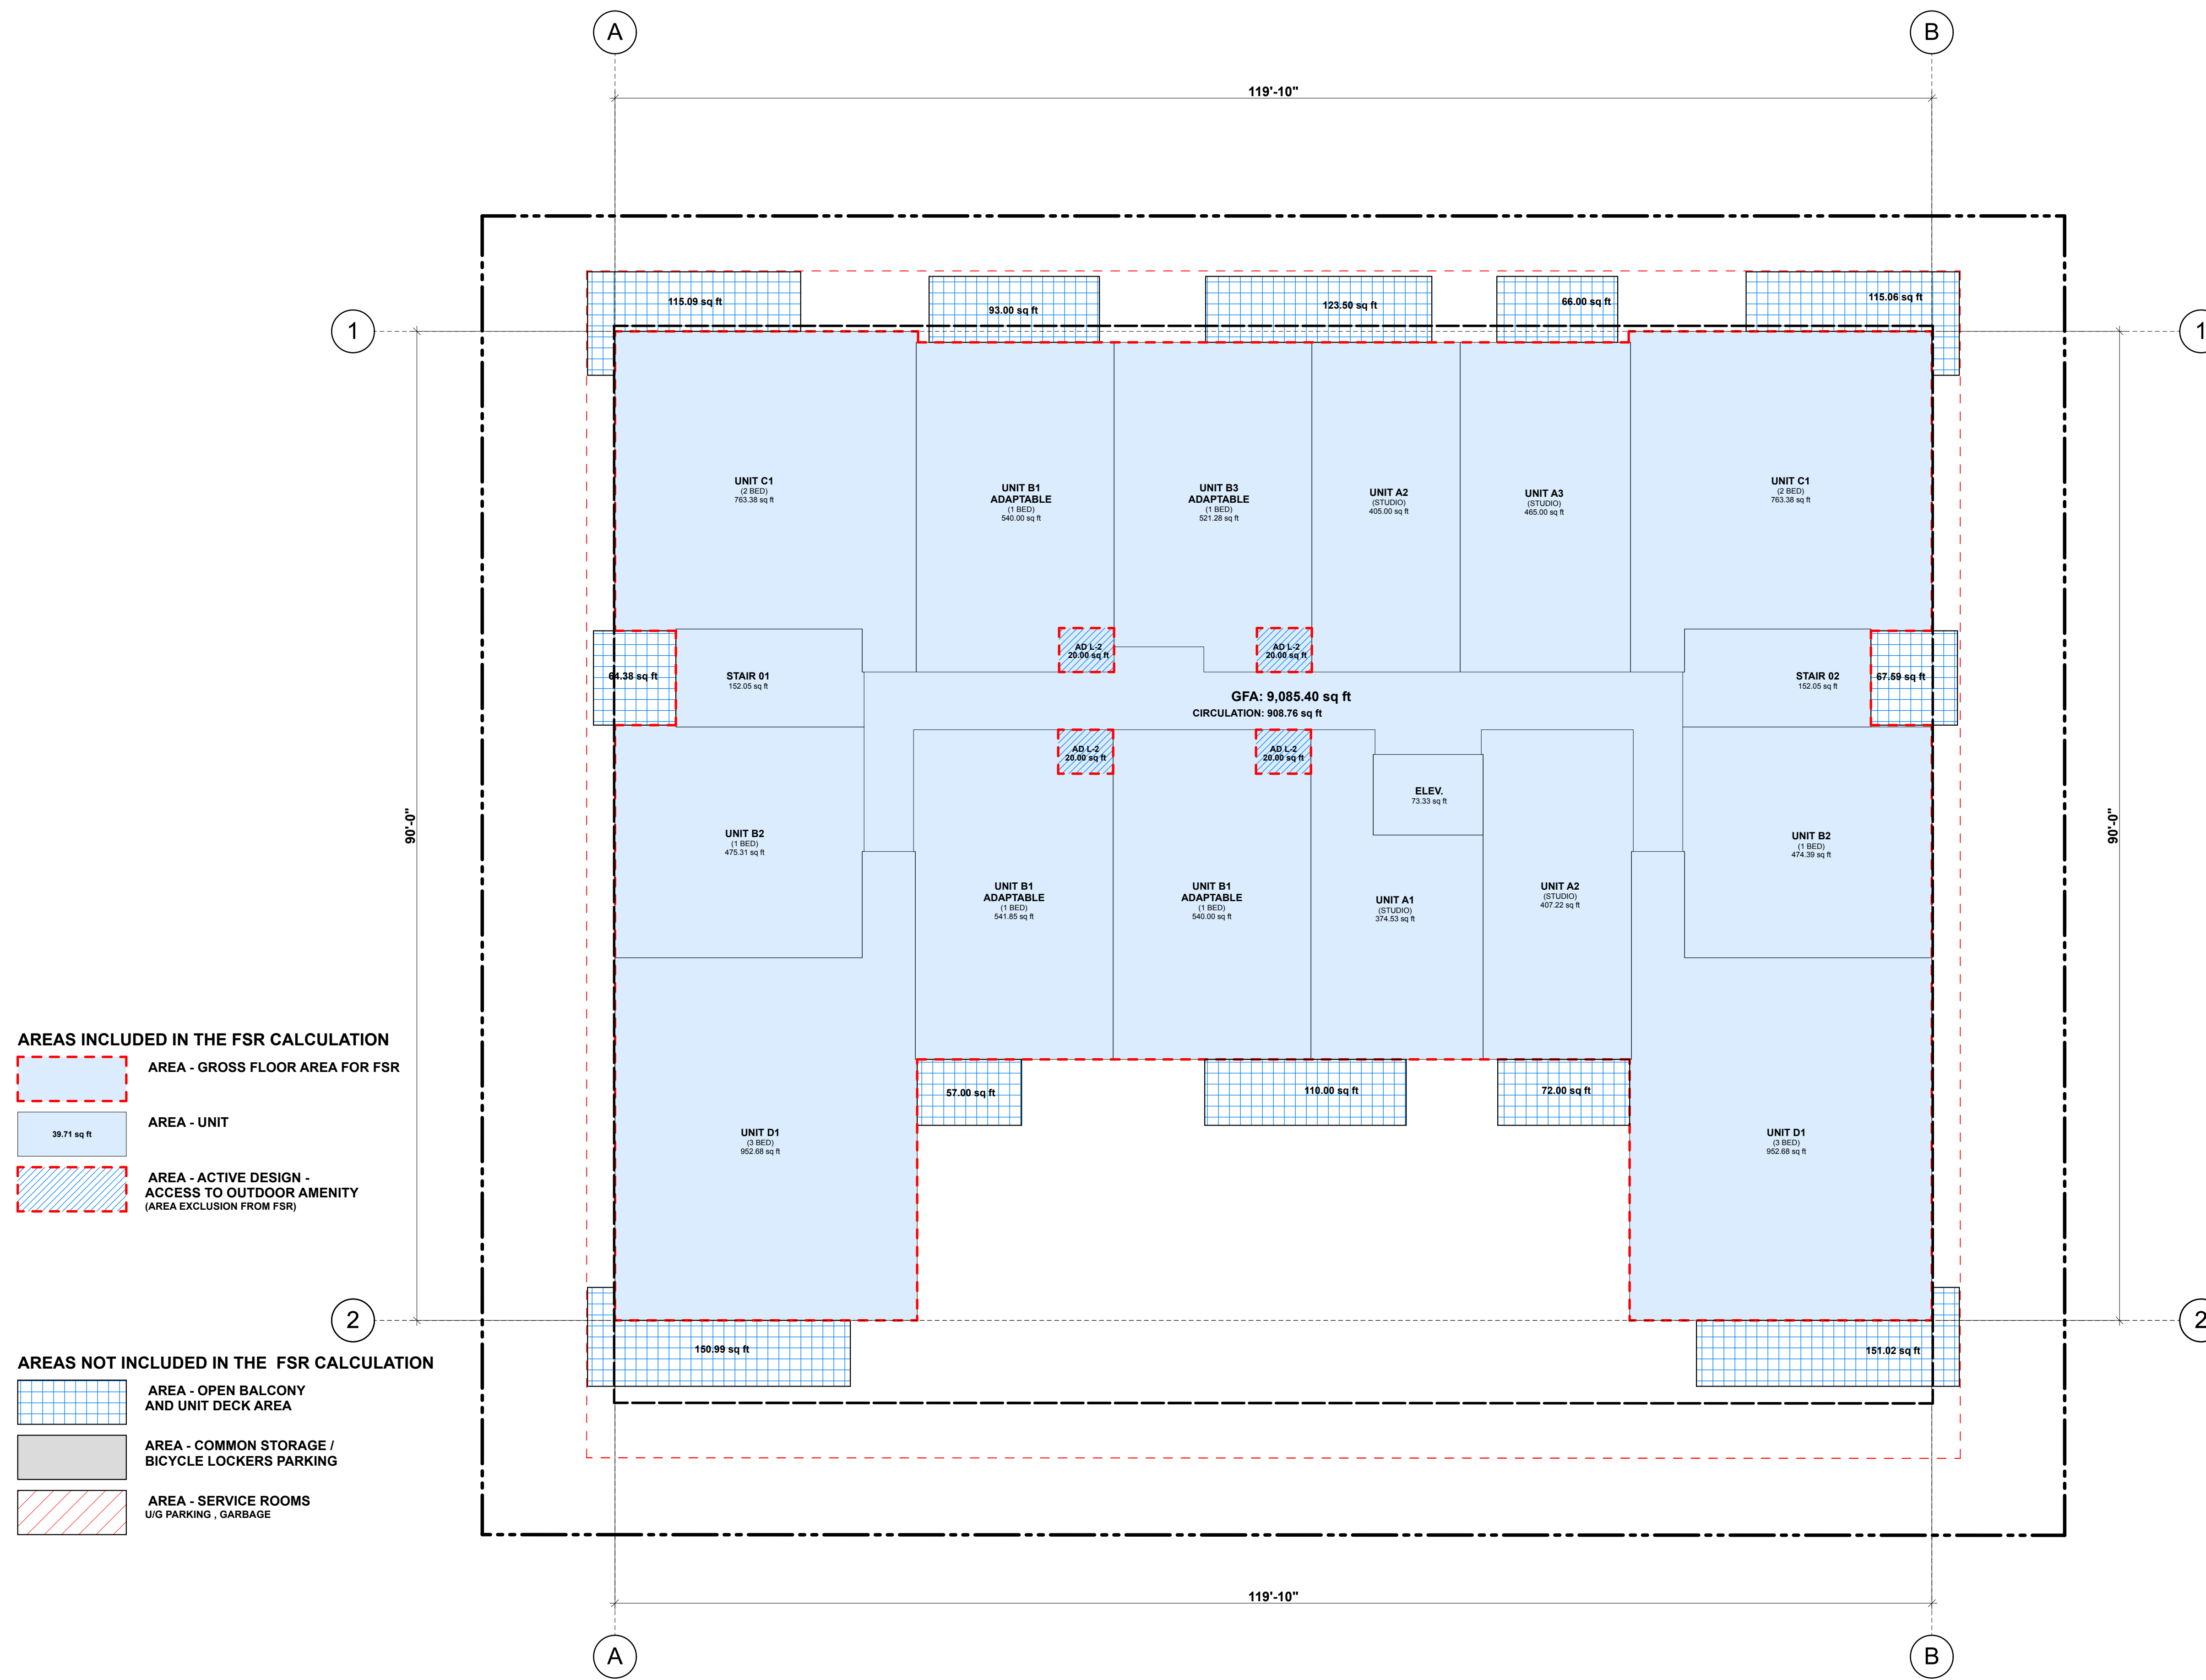 A
B
119'-10"
115.09 sq ft
93.00 sq ft
123.50 sq ft
66.00 sq ft
115.06 sq ft
1
1
UNIT C1
(2 BED)
763.38 sq ft
UNIT B1
ADAPTABLE
(1 BED)
540.00 sq ft
UNIT B3
ADAPTABLE
(1 BED)
521.28 sq ft
UNIT A2
(STUDIO)
405.00 sq ft
UNIT A3
(STUDIO)
465.00 sq ft
UNIT C1
(2 BED)
763.38 sq ft
AD L-2
20.00 sq ft
AD L-2
20.00 sq ft
64.38 sq ft
STAIR 01
152.05 sq ft
GFA: 9,085.40 sq ft
CIRCULATION: 908.76 sq ft
STAIR 02
152.05 sq ft
67.59 sq ft
AD L-2
20.00 sq ft
AD L-2
20.00 sq ft
ELEV.
73.33 sq ft
90'-0"
90'-0"
UNIT B2
(1 BED)
475.31 sq ft
UNIT B2
(1 BED)
474.39 sq ft
UNIT B1
ADAPTABLE
(1 BED)
541.85 sq ft
UNIT B1
ADAPTABLE
(1 BED)
540.00 sq ft
UNIT A1
(STUDIO)
374.53 sq ft
UNIT A2
(STUDIO)
407.22 sq ft
57.00 sq ft
110.00 sq ft
72.00 sq ft
UNIT D1
(3 BED)
952.68 sq ft
UNIT D1
(3 BED)
952.68 sq ft
AREAS INCLUDED IN THE FSR CALCULATION
AREA - GROSS FLOOR AREA FOR FSR
39.71 sq ft
AREA - UNIT
AREA - ACTIVE DESIGN -
ACCESS TO OUTDOOR AMENITY
(AREA EXCLUSION FROM FSR)
2
2
150.99 sq ft
151.02 sq ft
AREAS NOT INCLUDED IN THE FSR CALCULATION
AREA - OPEN BALCONY
AND UNIT DECK AREA
AREA - COMMON STORAGE /
BICYCLE LOCKERS PARKING
AREA - SERVICE ROOMS
U/G PARKING , GARBAGE
119'-10"
A
B